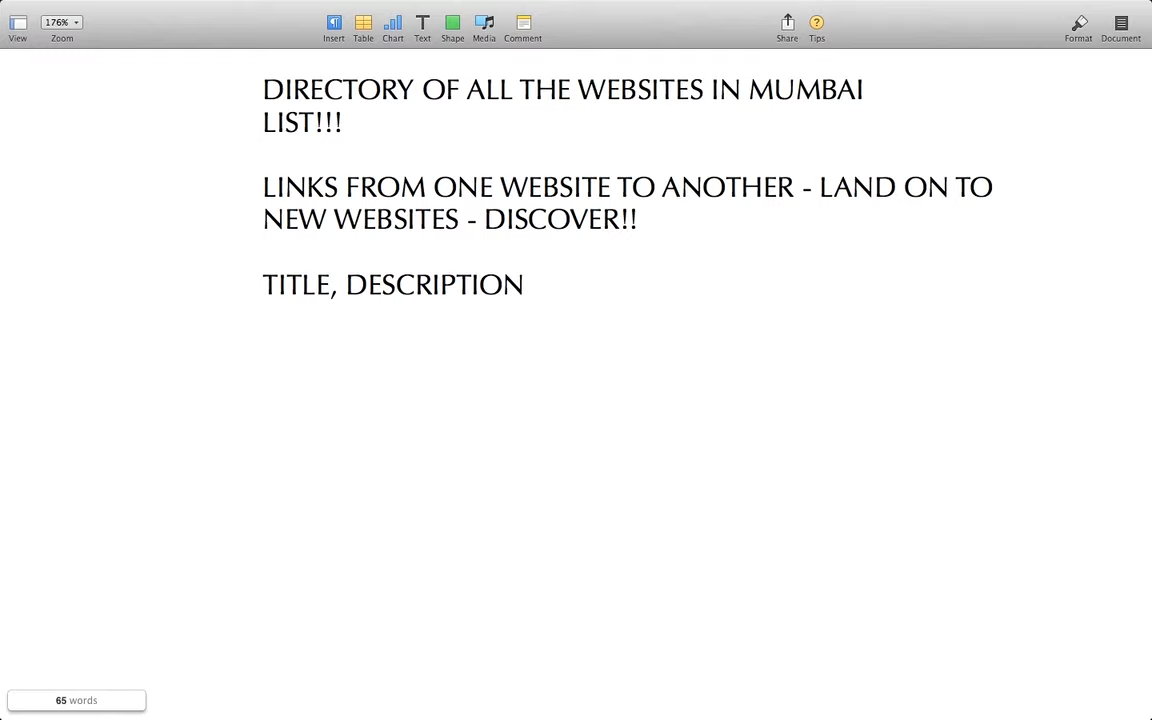 176%
View
Zoom
Insert
Table
Chart
Text
Shape
Media
Comment
Share
Tips
Format
Document
DIRECTORY OF ALL THE WEBSITES IN MUMBAI
LIST!!!
LINKS FROM ONE WEBSITE TO ANOTHER - LAND ON TO
NEW WEBSITES - DISCOVER!!
TITLE, DESCRIPTION
65 words